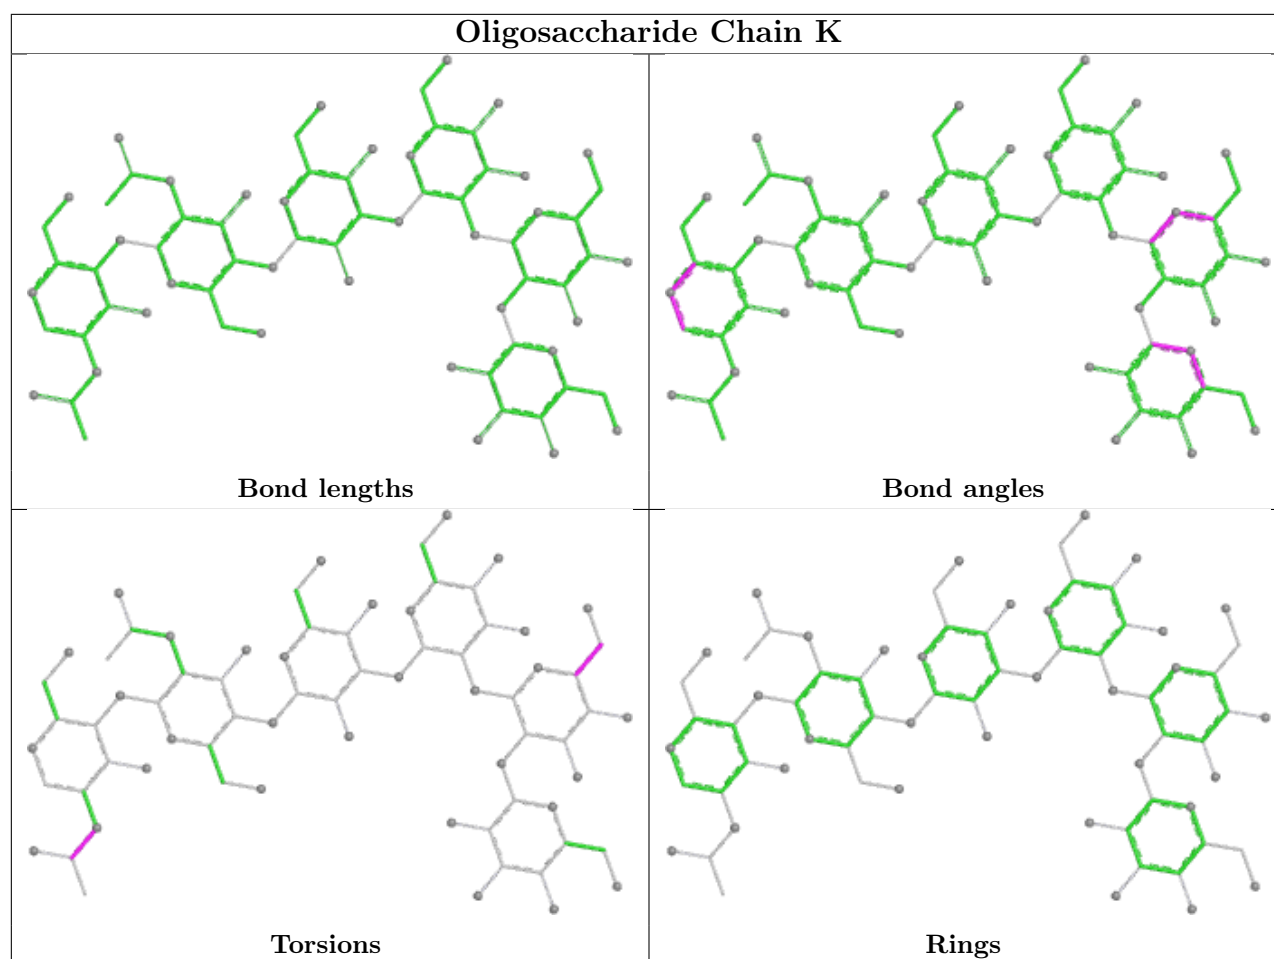 Oligosaccharide Chain K
Bond lengths
Bond angles
Torsions
Rings